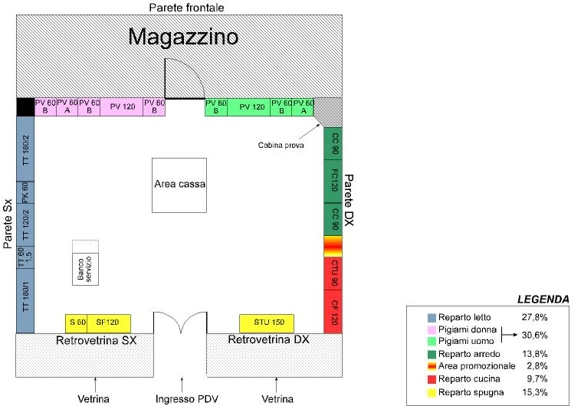 Parete frontale
Magazzino
PV 60 B
PV 60 A
PV 60 B
PV 120
PV 60 B
PV 60 B
PV 120
PV 60 B
PV 60 A
Cabina prova
TT 180/2
PK 60
TT 120/2
TT 60 1.5
TT 180/1
Parete Sx
Area cassa
Banco servizio
CC 90
FC120
CC 90
CTU 90
CF 120
Parete DX
S 60
SF120
STU 150
Retrovetrina SX
Retrovetrina DX
Vetrina
Ingresso PDV
Vetrina
LEGENDA
Reparto letto 27,8%
Pigiami donna
Pigiami uomo
30,6%
Reparto arredo 13,8%
Area promozionale 2,8%
Reparto cucina 9,7%
Reparto spugna 15,3%